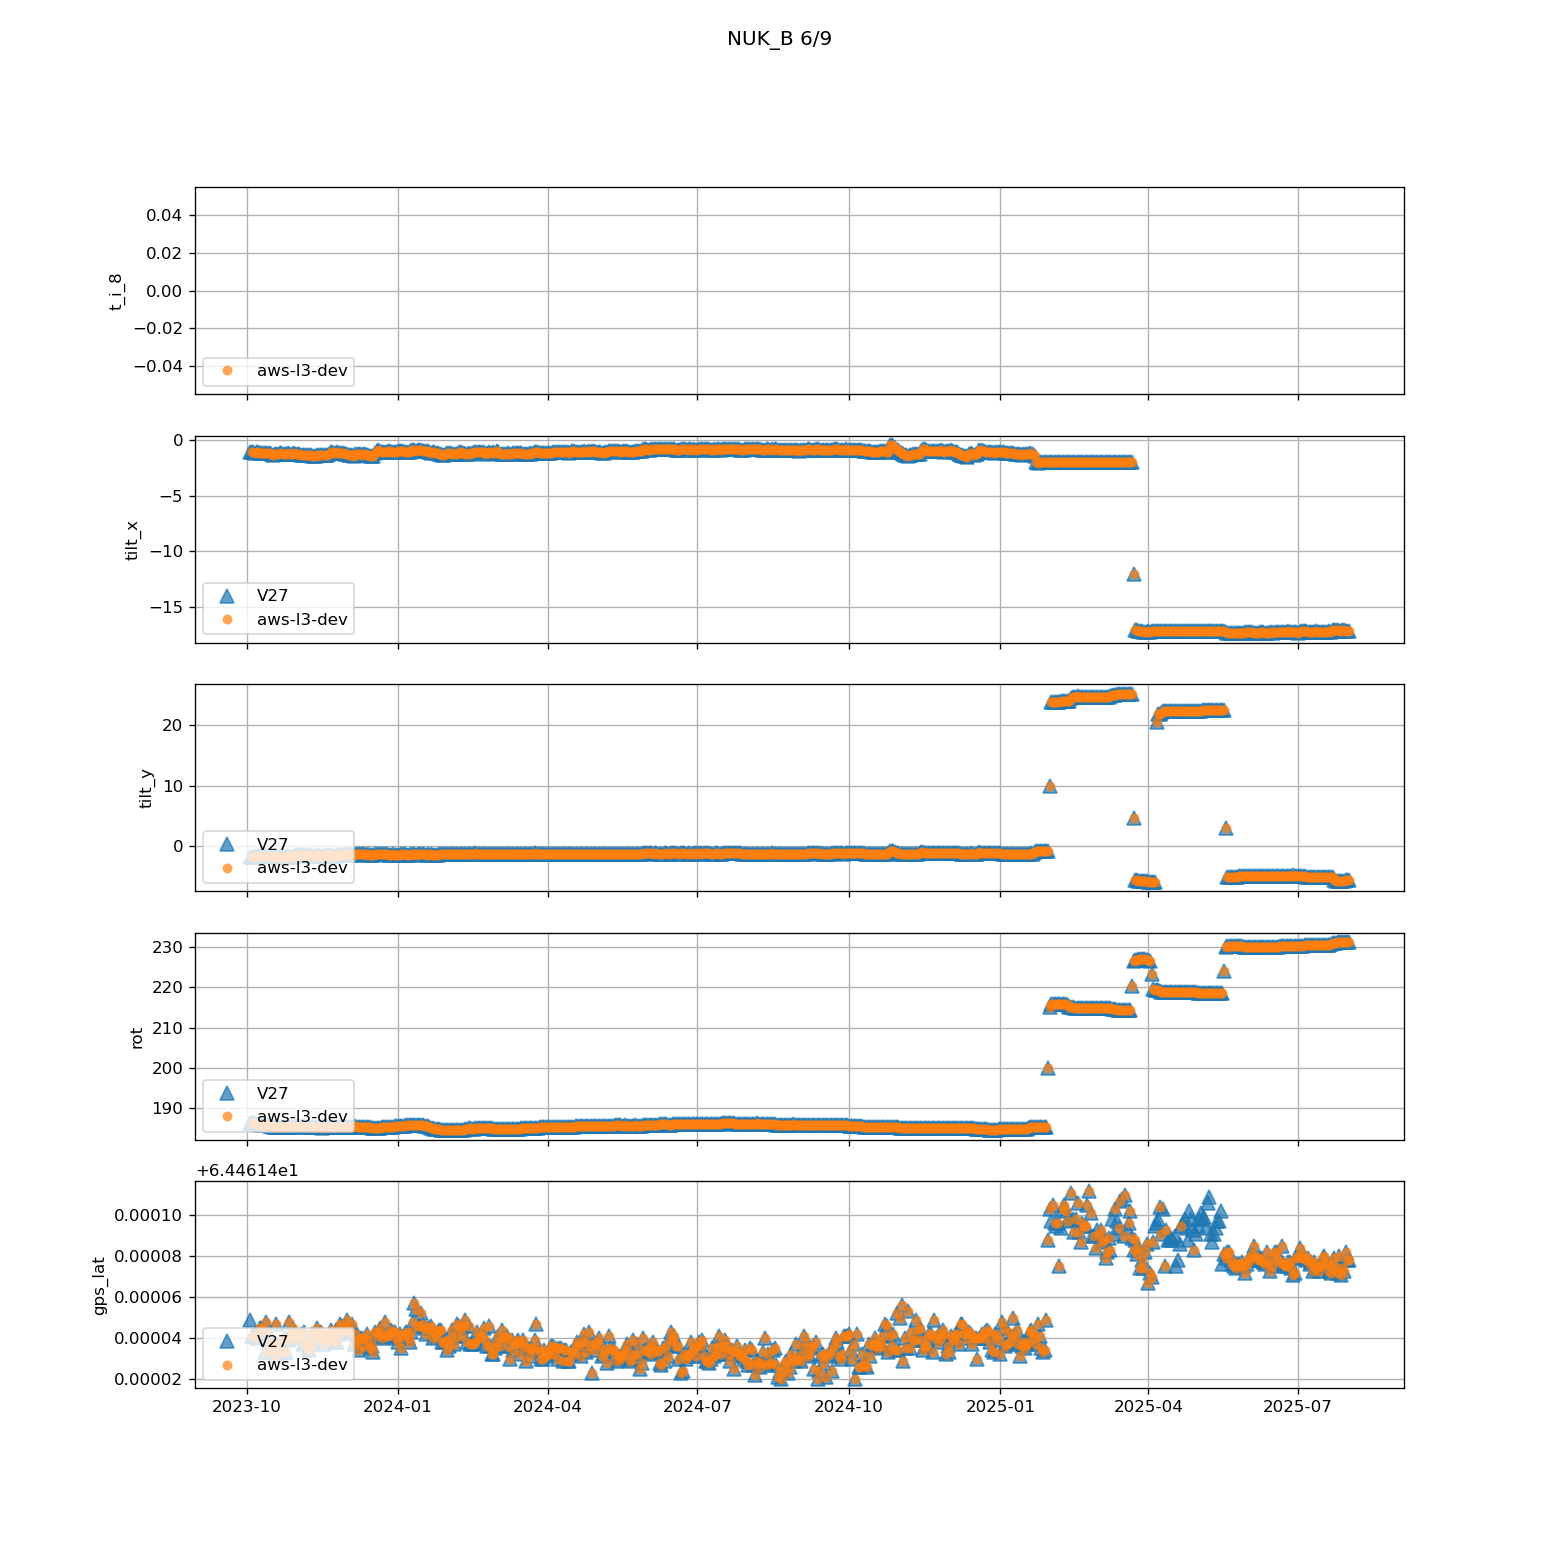 NUK_B 6/9
t_i_8
0.04
0.02
0.00
−0.02
−0.04
aws-l3-dev
tilt_x
0
−5
−10
−15
V27
aws-l3-dev
tilt_y
20
10
0
V27
aws-l3-dev
rot
230
220
210
200
190
V27
aws-l3-dev
+6.44614e1
gps_lat
0.00010
0.00008
0.00006
0.00004
0.00002
V27
aws-l3-dev
2023-10 2024-01 2024-04 2024-07 2024-10 2025-01 2025-04 2025-07